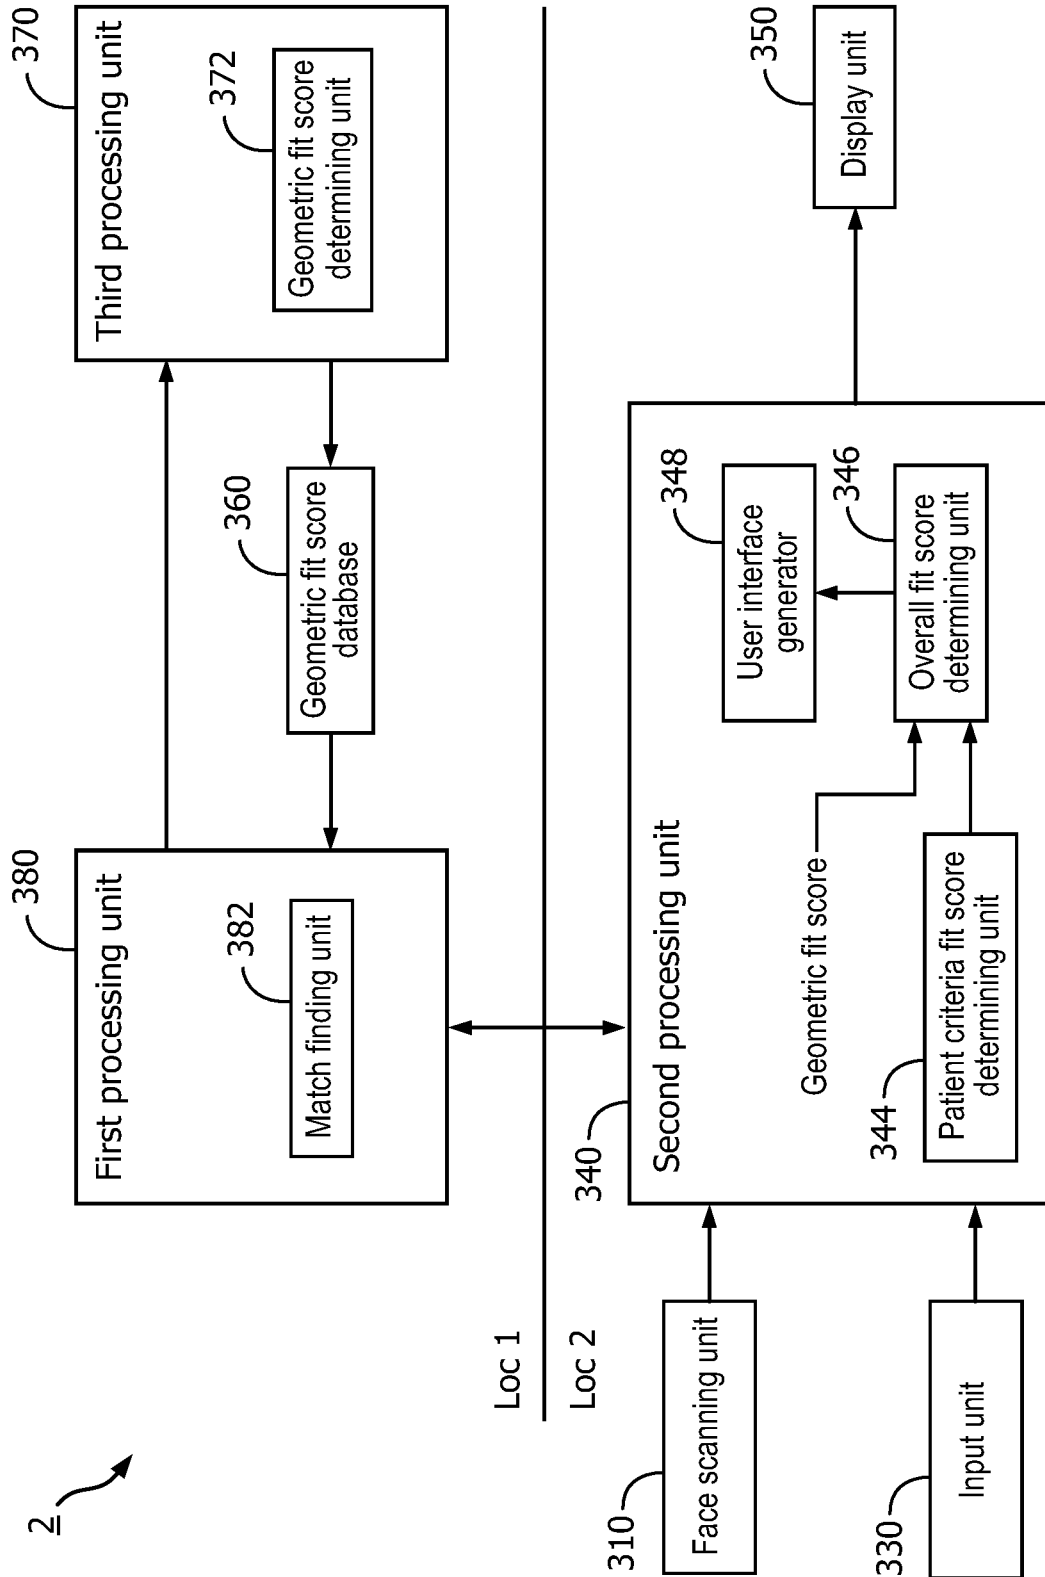 2
380
First processing unit
382
Match finding unit
360
Geometric fit score
database
370
Third processing unit
372
Geometric fit score
determining unit
Loc 1
Loc 2
310
Face scanning unit
330
Input unit
340
Second processing unit
Geometric fit score
344
Patient criteria fit score
determining unit
348
User interface
generator
346
Overall fit score
determining unit
350
Display unit